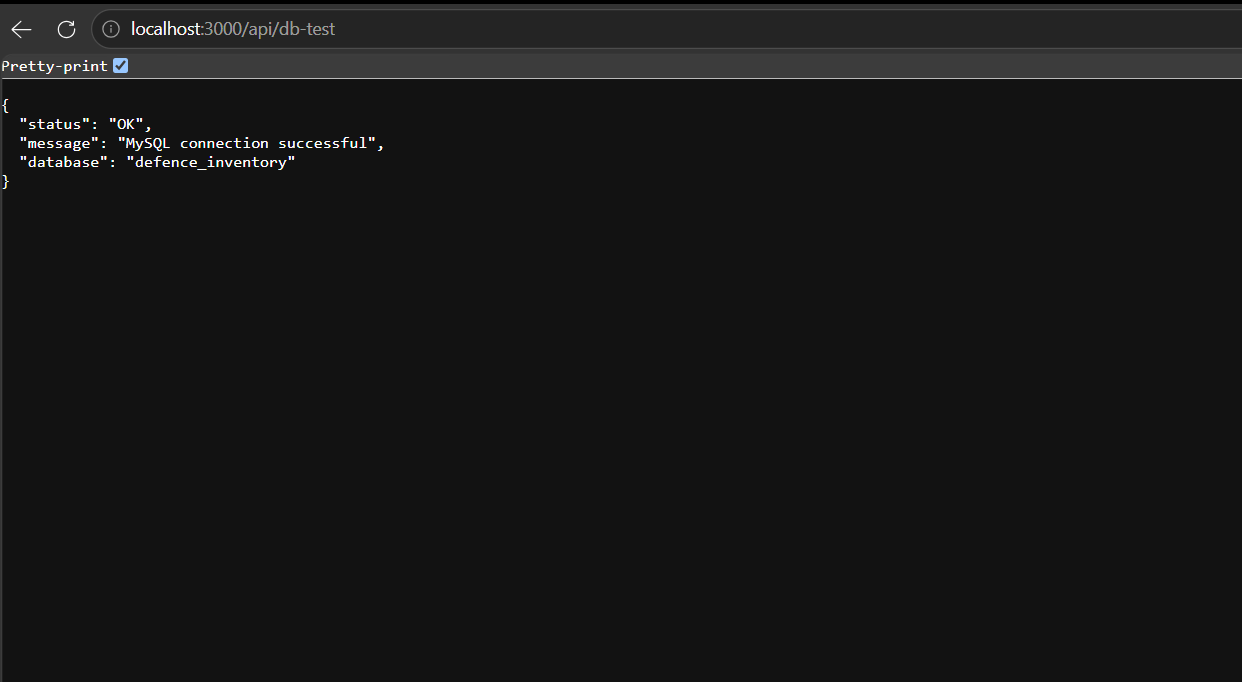 localhost:3000/api/db-test
Pretty-print
{
  "status": "OK",
  "message": "MySQL connection successful",
  "database": "defence_inventory"
}